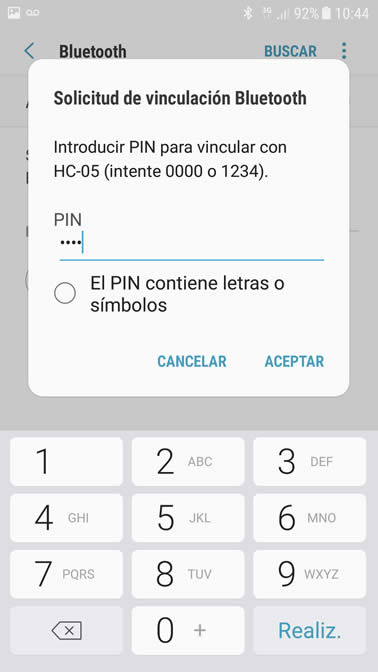 3G 92% 10:44
Bluetooth BUSCAR
Solicitud de vinculación Bluetooth
Introducir PIN para vincular con
HC-05 (intente 0000 o 1234).
PIN
••••
El PIN contiene letras o
símbolos
CANCELAR ACEPTAR
1 2 ABC 3 DEF
4 GHI 5 JKL 6 MNO
7 PQRS 8 TUV 9 WXYZ
0 + Realiz.